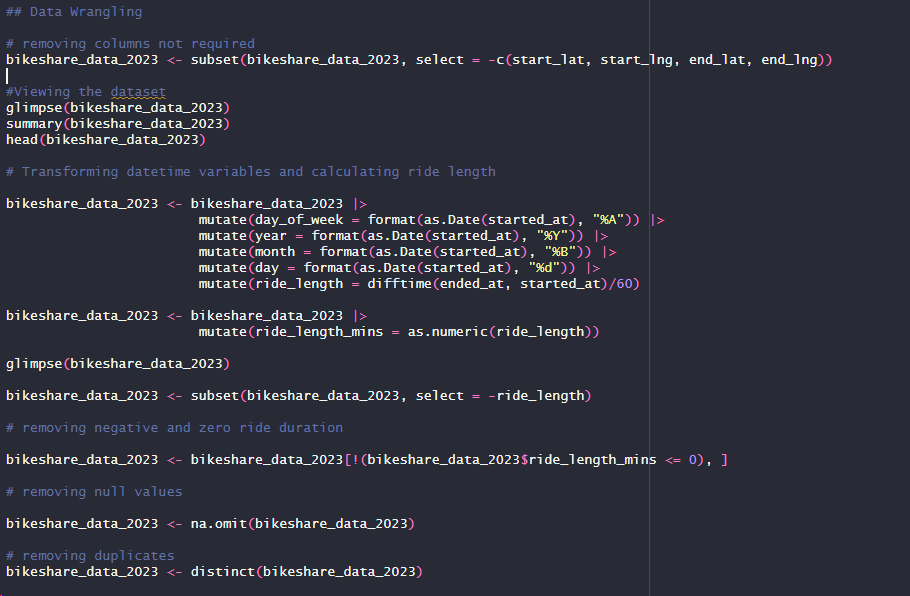 ## Data Wrangling
# removing columns not required
bikeshare_data_2023 <- subset(bikeshare_data_2023, select = -c(start_lat, start_lng, end_lat, end_lng))
#Viewing the dataset
glimpse(bikeshare_data_2023)
summary(bikeshare_data_2023)
head(bikeshare_data_2023)
# Transforming datetime variables and calculating ride length
bikeshare_data_2023 <- bikeshare_data_2023 |>
mutate(day_of_week = format(as.Date(started_at), "%A")) |>
mutate(year = format(as.Date(started_at), "%Y")) |>
mutate(month = format(as.Date(started_at), "%B")) |>
mutate(day = format(as.Date(started_at), "%d")) |>
mutate(ride_length = difftime(ended_at, started_at)/60)
bikeshare_data_2023 <- bikeshare_data_2023 |>
mutate(ride_length_mins = as.numeric(ride_length))
glimpse(bikeshare_data_2023)
bikeshare_data_2023 <- subset(bikeshare_data_2023, select = -ride_length)
# removing negative and zero ride duration
bikeshare_data_2023 <- bikeshare_data_2023[!(bikeshare_data_2023$ride_length_mins <= 0), ]
# removing null values
bikeshare_data_2023 <- na.omit(bikeshare_data_2023)
# removing duplicates
bikeshare_data_2023 <- distinct(bikeshare_data_2023)